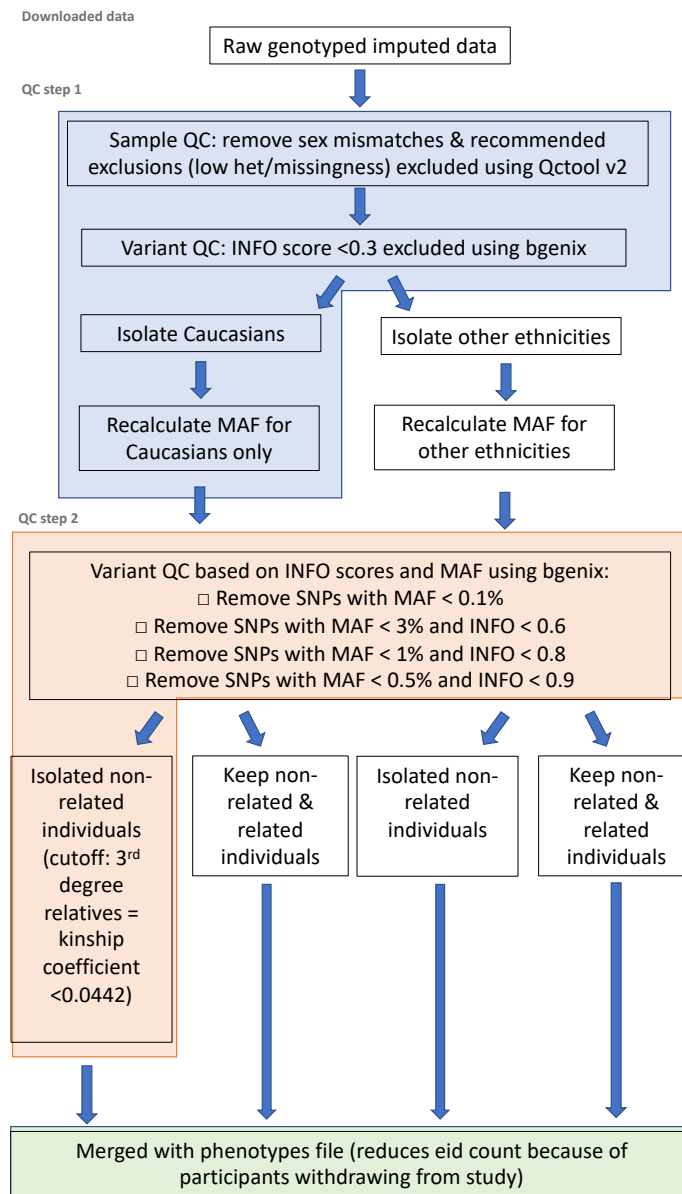 Downloaded data
Raw genotyped imputed data
QC step 1
Sample QC: remove sex mismatches & recommended
exclusions (low het/missingness) excluded using Qctool v2
Variant QC: INFO score <0.3 excluded using bgenix
Isolate Caucasians
Isolate other ethnicities
Recalculate MAF for
Caucasians only
Recalculate MAF for
other ethnicities
QC step 2
Variant QC based on INFO scores and MAF using bgenix:
□ Remove SNPs with MAF < 0.1%
□ Remove SNPs with MAF < 3% and INFO < 0.6
□ Remove SNPs with MAF < 1% and INFO < 0.8
□ Remove SNPs with MAF < 0.5% and INFO < 0.9
Isolated non-
related
individuals
(cutoff: 3rd
degree
relatives =
kinship
coefficient
<0.0442)
Keep non-
related &
related
individuals
Isolated non-
related
individuals
Keep non-
related &
related
individuals
Merged with phenotypes file (reduces eid count because of
participants withdrawing from study)